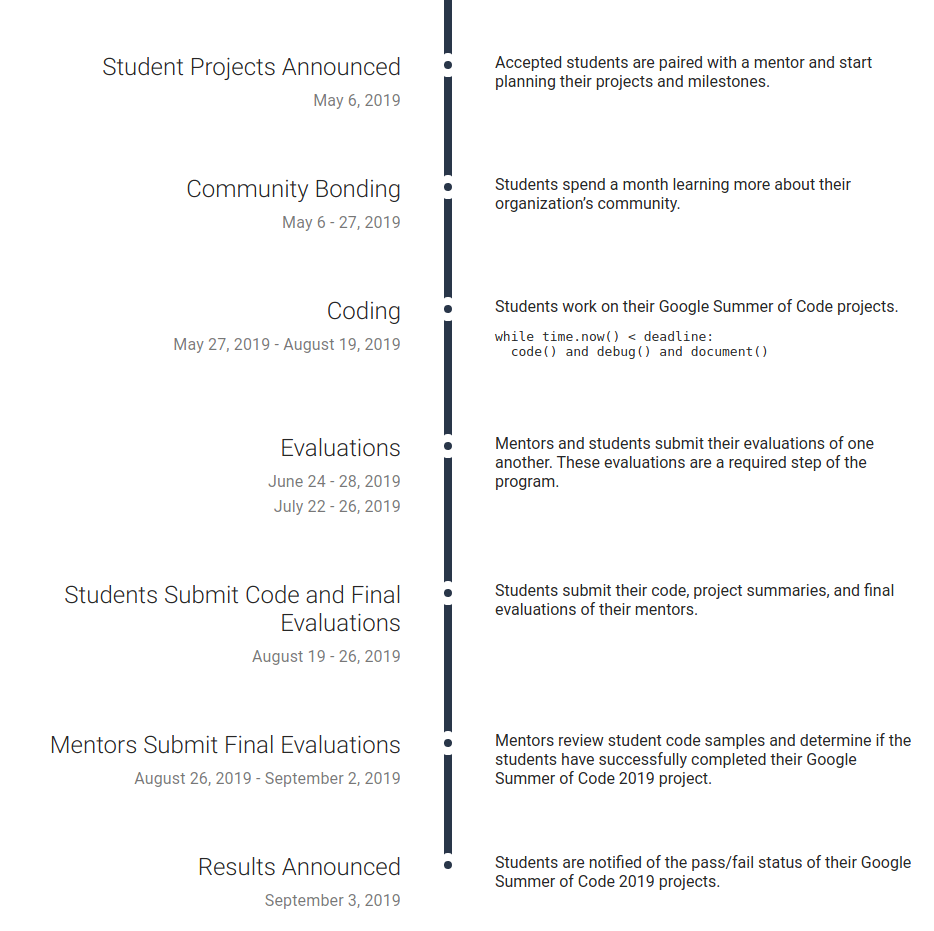 Student Projects Announced
May 6, 2019
Accepted students are paired with a mentor and start
planning their projects and milestones.
Community Bonding
May 6 - 27, 2019
Students spend a month learning more about their
organization’s community.
Coding
May 27, 2019 - August 19, 2019
Students work on their Google Summer of Code projects.
while time.now() < deadline:
  code() and debug() and document()
Evaluations
June 24 - 28, 2019
July 22 - 26, 2019
Mentors and students submit their evaluations of one
another. These evaluations are a required step of the
program.
Students Submit Code and Final
Evaluations
August 19 - 26, 2019
Students submit their code, project summaries, and final
evaluations of their mentors.
Mentors Submit Final Evaluations
August 26, 2019 - September 2, 2019
Mentors review student code samples and determine if the
students have successfully completed their Google
Summer of Code 2019 project.
Results Announced
September 3, 2019
Students are notified of the pass/fail status of their Google
Summer of Code 2019 projects.